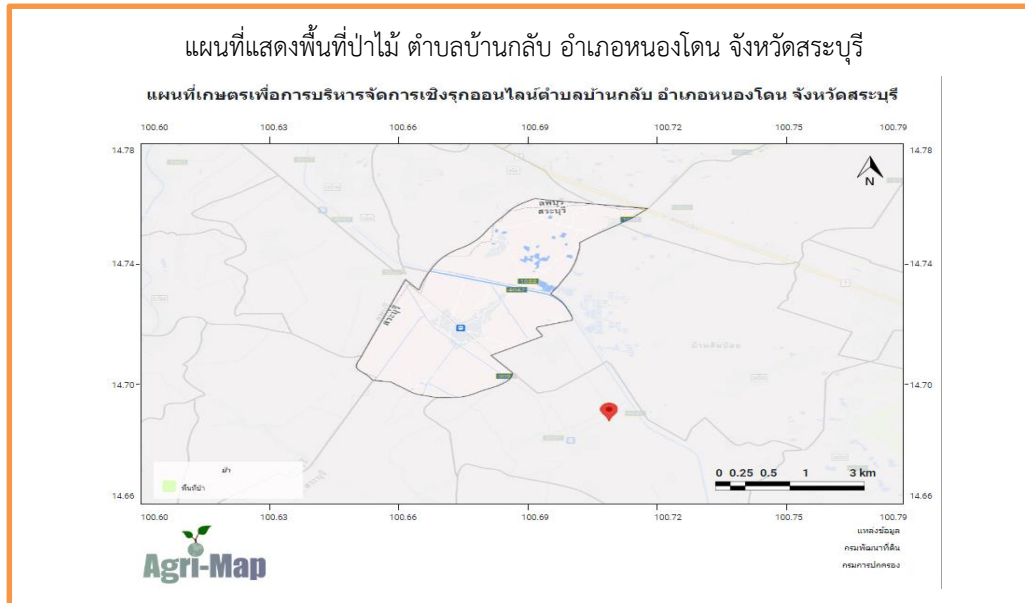 แผนที่แสดงพื้นที่ป่าไม้ ตำบลบ้านกลับ อำเภอหนองโดน จังหวัดสระบุรี
แผนที่เกษตรเพื่อการบริหารจัดการเชิงรุกออนไลน์ตำบลบ้านกลับ อำเภอหนองโดน จังหวัดสระบุรี
100.60 100.63 100.66 100.69 100.72 100.75 100.79
14.78 14.78
N
ลพบุรี
สระบุรี
14.74 14.74
สระบุรี
14.70 14.70
ป่า
พื้นที่ป่า
0 0.25 0.5 1 3 km
14.66 14.66
100.60 100.63 100.66 100.69 100.72 100.75 100.79
แหล่งข้อมูล
กรมพัฒนาที่ดิน
กรมการปกครอง
Agri-Map